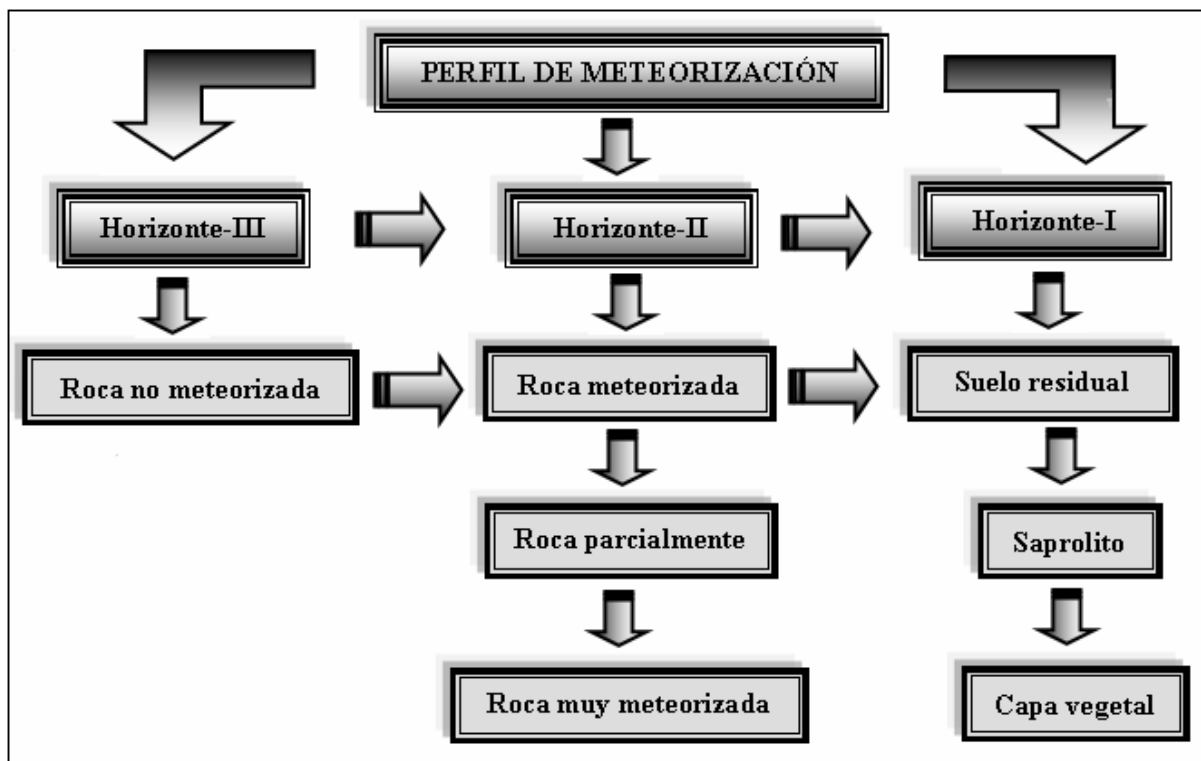 PERFIL DE METEORIZACIÓN
Horizonte-III
Horizonte-II
Horizonte-I
Roca no meteorizada
Roca meteorizada
Suelo residual
Roca parcialmente
Saprolito
Roca muy meteorizada
Capa vegetal